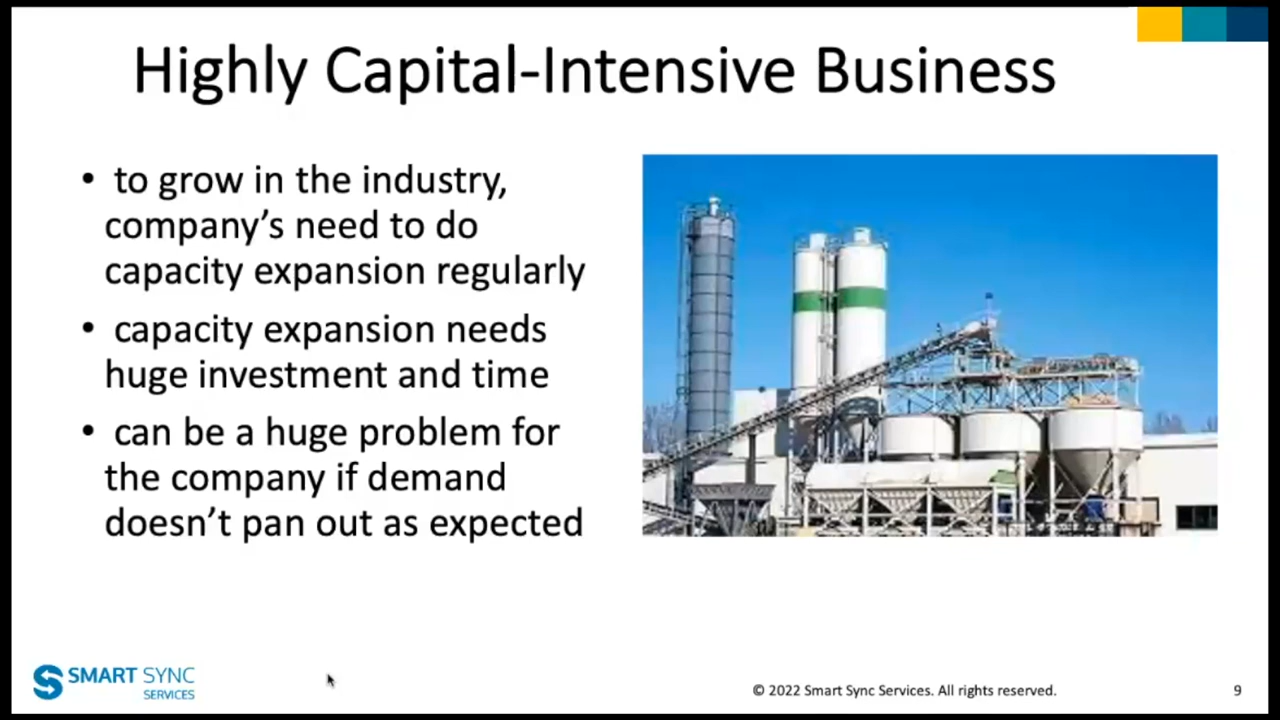 Highly Capital-Intensive Business
• to grow in the industry,
company’s need to do
capacity expansion regularly
• capacity expansion needs
huge investment and time
• can be a huge problem for
the company if demand
doesn’t pan out as expected
SMART SYNC
SERVICES
© 2022 Smart Sync Services. All rights reserved.
9